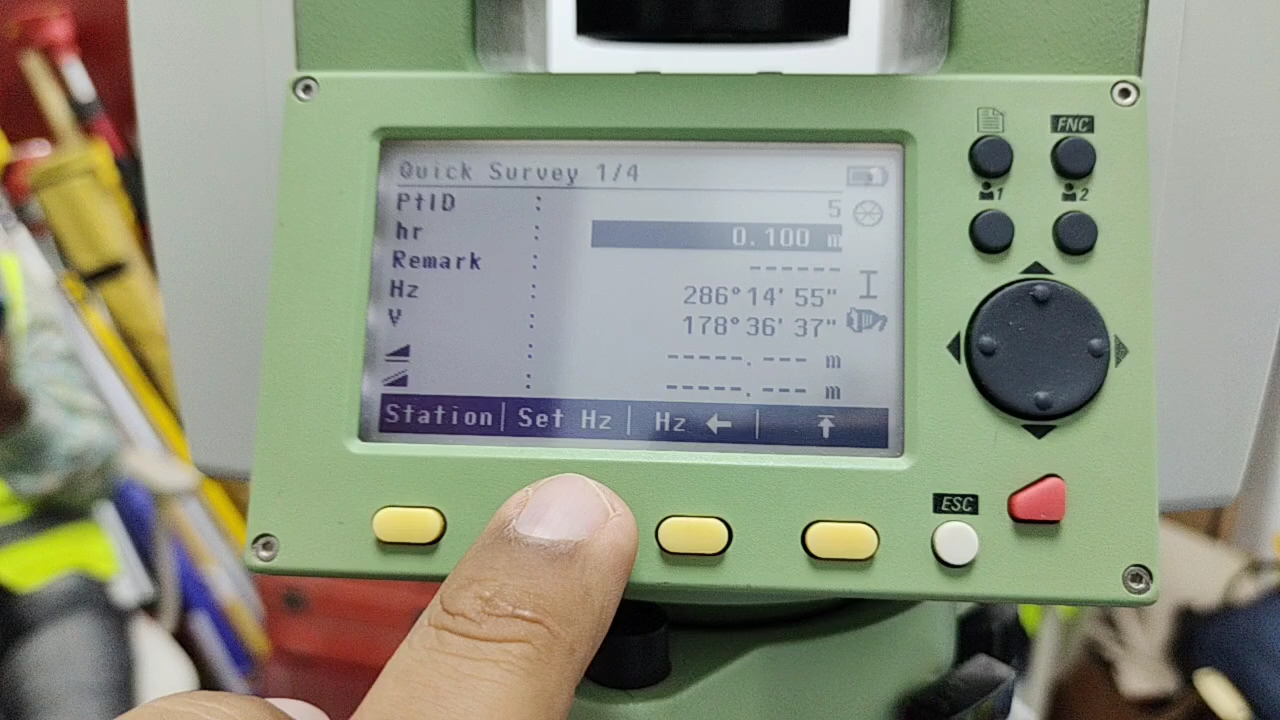 Quick Survey 1/4
PtID : 5
hr : 0.100 m
Remark : ------
Hz : 286°14'55"
V : 178°36'37"
: -----.--- m
: -----.--- m
Station | Set Hz | Hz ← |
FNC
1
2
ESC